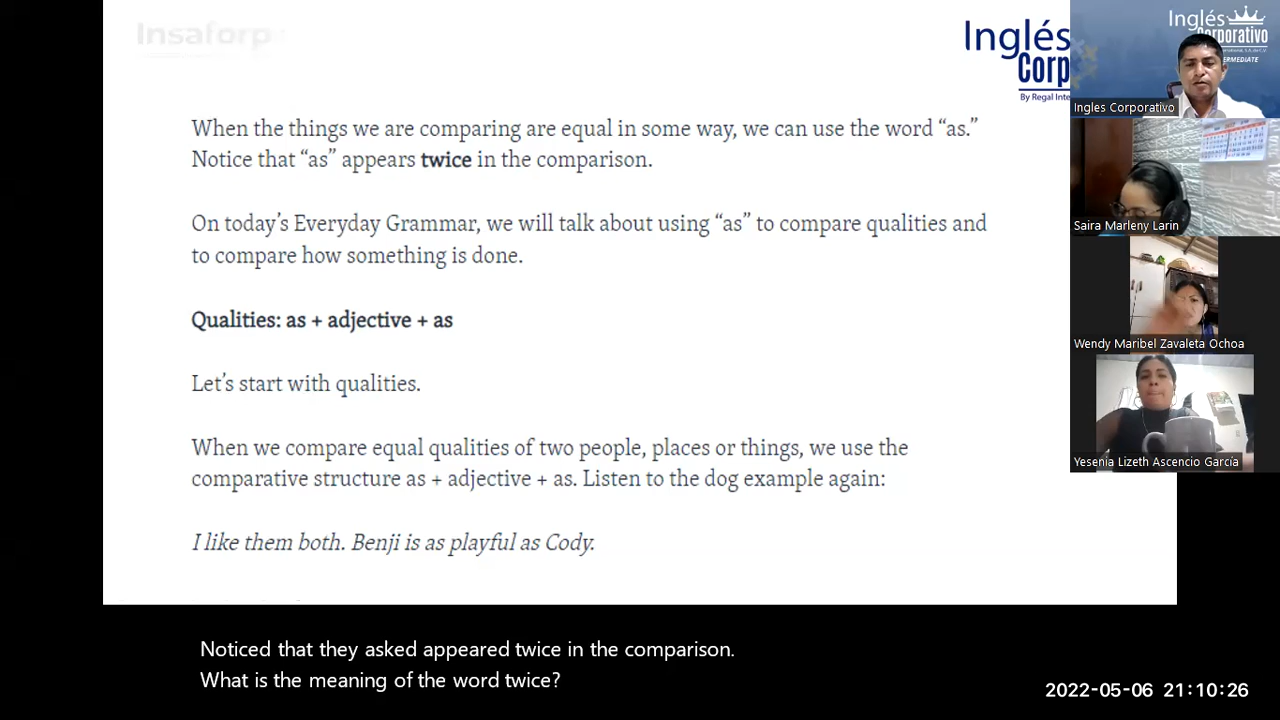 Insaforp
Inglés
Corp
By Regal Inte
Inglés
Corporativo
ERMEDIATE
Ingles Corporativo
When the things we are comparing are equal in some way, we can use the word “as.”
Notice that “as” appears twice in the comparison.
Saira Marleny Larin
On today’s Everyday Grammar, we will talk about using “as” to compare qualities and
to compare how something is done.
Qualities: as + adjective + as
Wendy Maribel Zavaleta Ochoa
Let’s start with qualities.
When we compare equal qualities of two people, places or things, we use the
comparative structure as + adjective + as. Listen to the dog example again:
Yesenia Lizeth Ascencio García
I like them both. Benji is as playful as Cody.
Noticed that they asked appeared twice in the comparison.
What is the meaning of the word twice?
2022-05-06 21:10:26